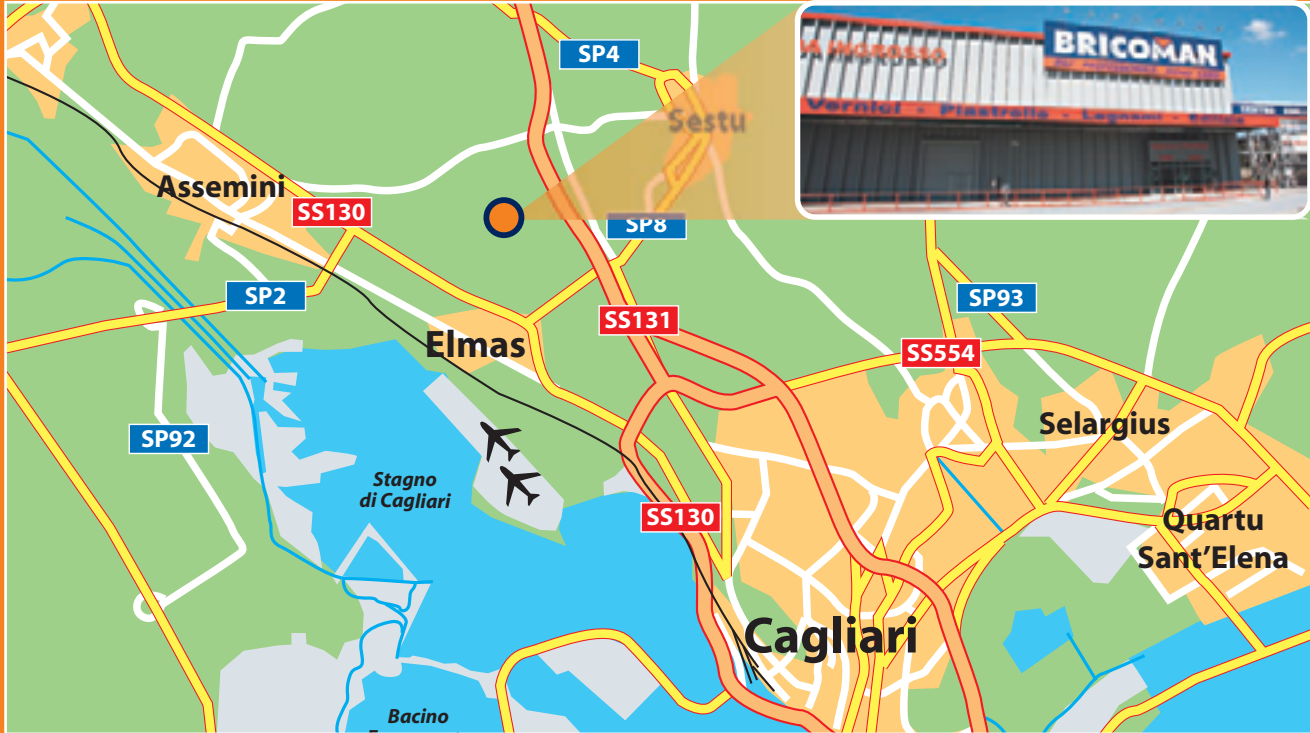 SP4
BRICOMAN
Vernici - Piastrelle - Legnami - Edilizia
Sestu
Assemini
SS130
SP8
SP2
SP93
SS131
Elmas
SS554
Selargius
SP92
Stagno
di Cagliari
SS130
Quartu
Sant'Elena
Cagliari
Bacino